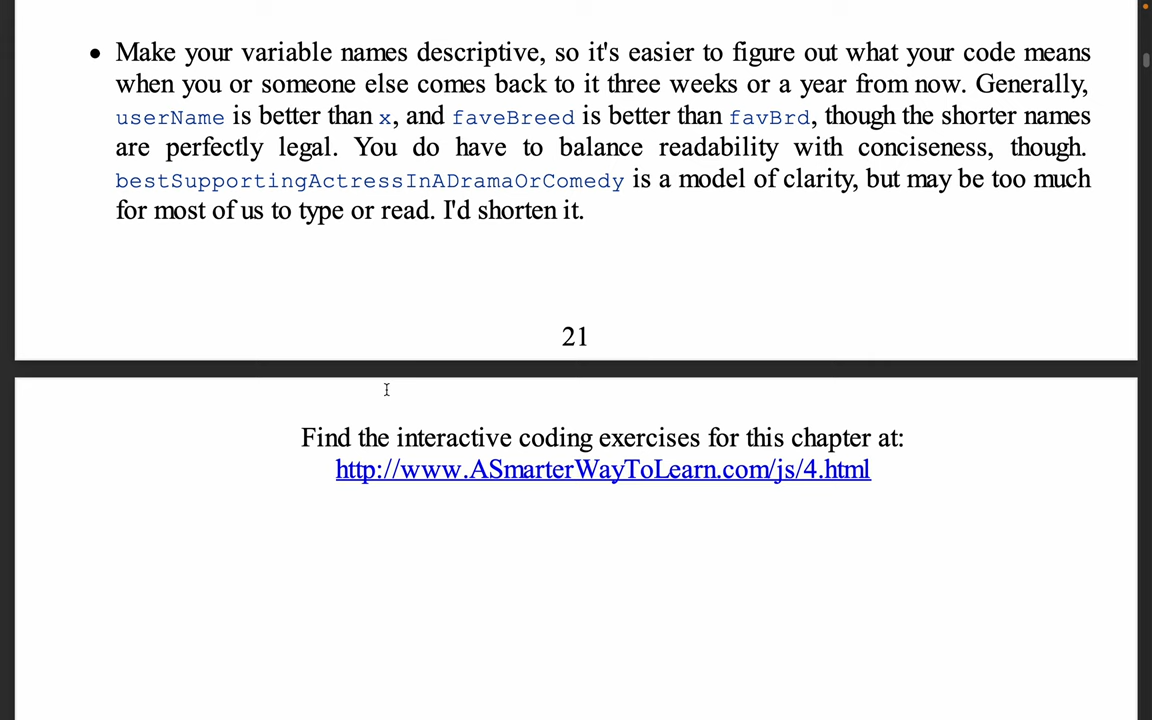 • Make your variable names descriptive, so it's easier to figure out what your code means
when you or someone else comes back to it three weeks or a year from now. Generally,
userName is better than x, and faveBreed is better than favBrd, though the shorter names
are perfectly legal. You do have to balance readability with conciseness, though.
bestSupportingActressInADramaOrComedy is a model of clarity, but may be too much
for most of us to type or read. I'd shorten it.
21
Find the interactive coding exercises for this chapter at:
http://www.ASmarterWayToLearn.com/js/4.html